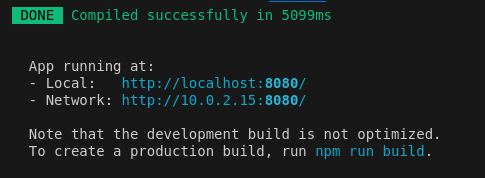 DONE Compiled successfully in 5099ms
App running at:
- Local: http://localhost:8080/
- Network: http://10.0.2.15:8080/
Note that the development build is not optimized.
To create a production build, run npm run build.